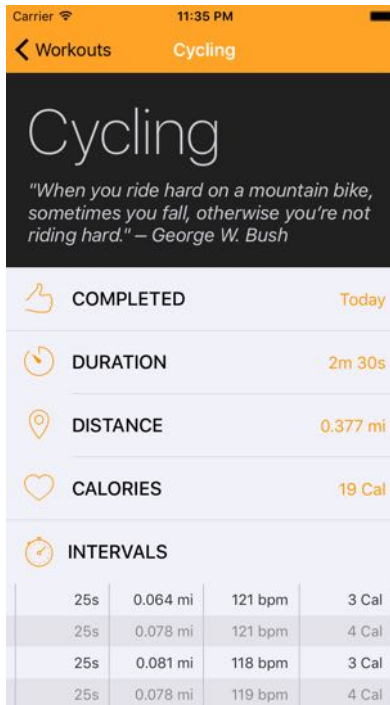 Carrier 11:35 PM
Workouts Cycling
Cycling
"When you ride hard on a mountain bike,
sometimes you fall, otherwise you're not
riding hard." – George W. Bush
COMPLETED Today
DURATION 2m 30s
DISTANCE 0.377 mi
CALORIES 19 Cal
INTERVALS
25s 0.064 mi 121 bpm 3 Cal
25s 0.078 mi 121 bpm 4 Cal
25s 0.081 mi 118 bpm 3 Cal
25s 0.078 mi 119 bpm 4 Cal